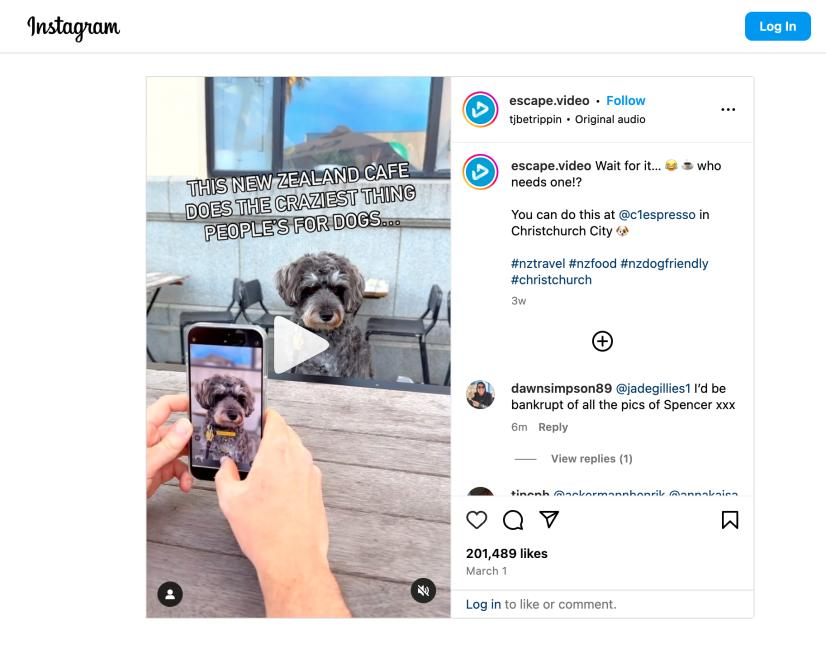 Instagram
Log In
THIS NEW ZEALAND CAFE
DOES THE CRAZIEST THING
PEOPLE'S FOR DOGS...
escape.video • Follow
tjbetrippin • Original audio
escape.video Wait for it... 😂 ☕ who
needs one!?
You can do this at @c1espresso in
Christchurch City 🐶
#nztravel #nzfood #nzdogfriendly
#christchurch
3w
dawnsimpson89 @jadegillies1 I'd be
bankrupt of all the pics of Spencer xxx
6m Reply
View replies (1)
tincph @ackermannhenrik @annakaisa
201,489 likes
March 1
Log in to like or comment.